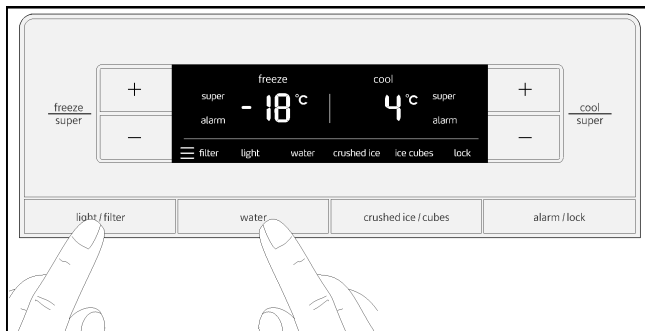 freeze
super
+
−
freeze
super
alarm
-18 °C
cool
4 °C
super
alarm
filter light water crushed ice ice cubes lock
+
−
cool
super
light / filter
water
crushed ice / cubes
alarm / lock